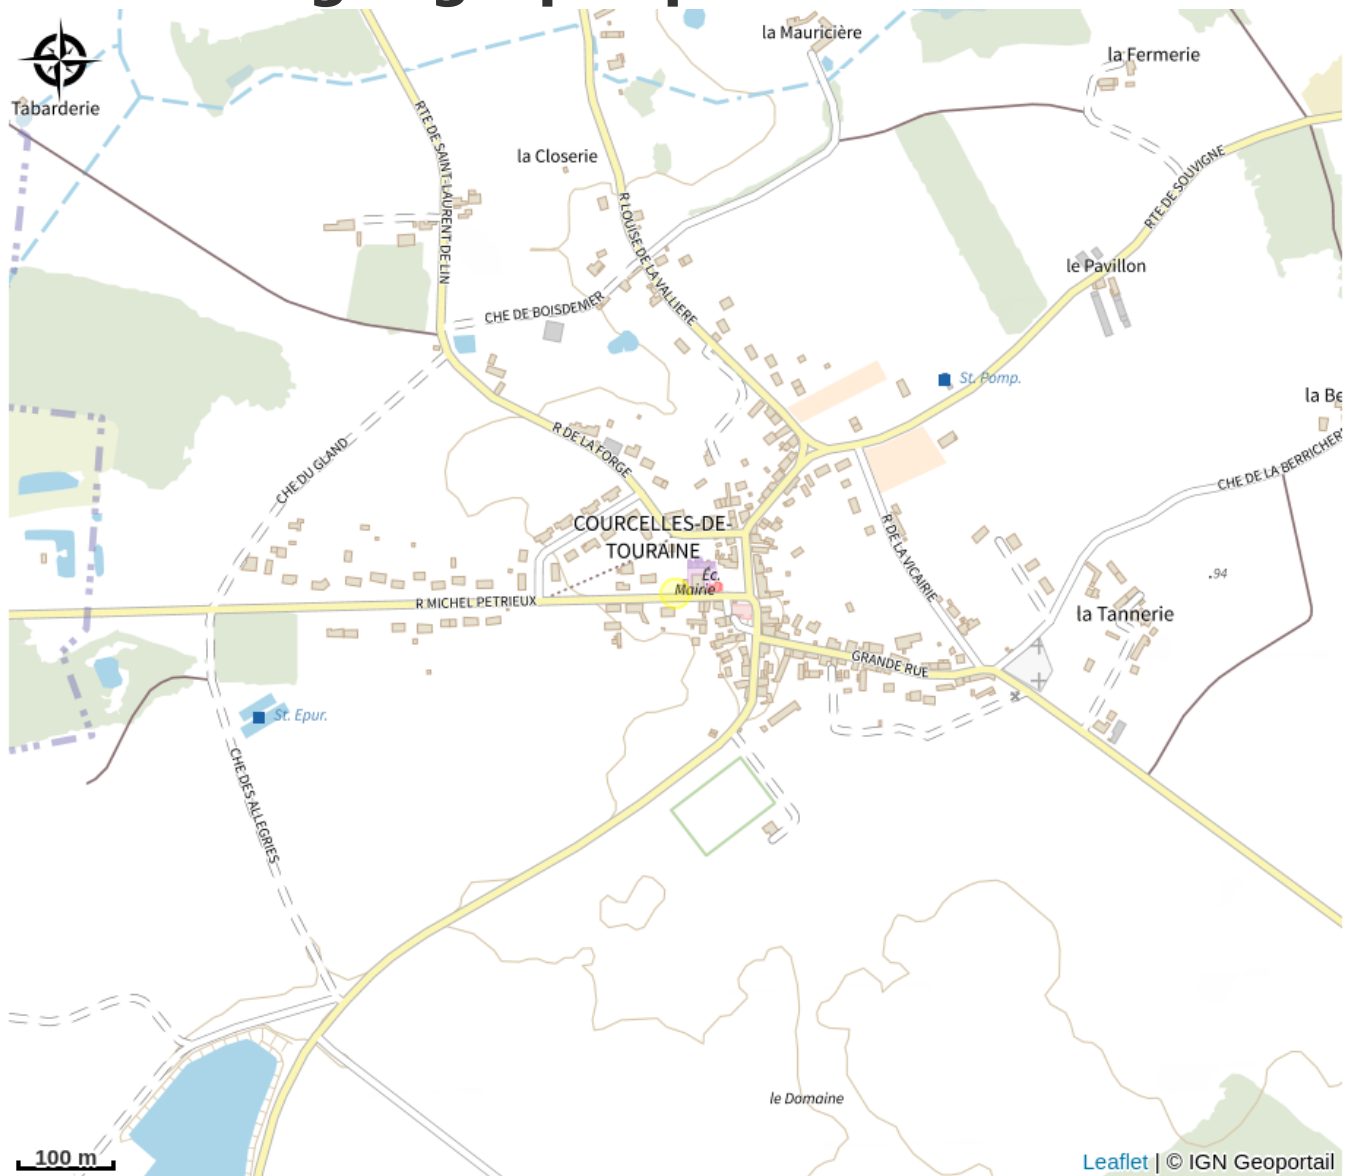 la Mauricière
la Fermerie
Tabarderie
RTE DE SAINT-LAURENT DE LIN
la Closerie
RTE DE SOUVIGNE
R LOUISE DE LA VALLIERE
le Pavillon
CHE DE BOISDENIER
St. Pomp.
la Be
CHE DU GLAND
R DE LA FORGE
CHE DE LA BERRICHER
COURCELLES-DE-
TOURAINE
R DE LA VICAIRIE
Éc.
.94
Mairie
R MICHEL PETRIEUX
la Tannerie
GRANDE RUE
St. Epur.
CHE DES ALLEGRIES
le Domaine
100 m
Leaflet | © IGN Geoportail